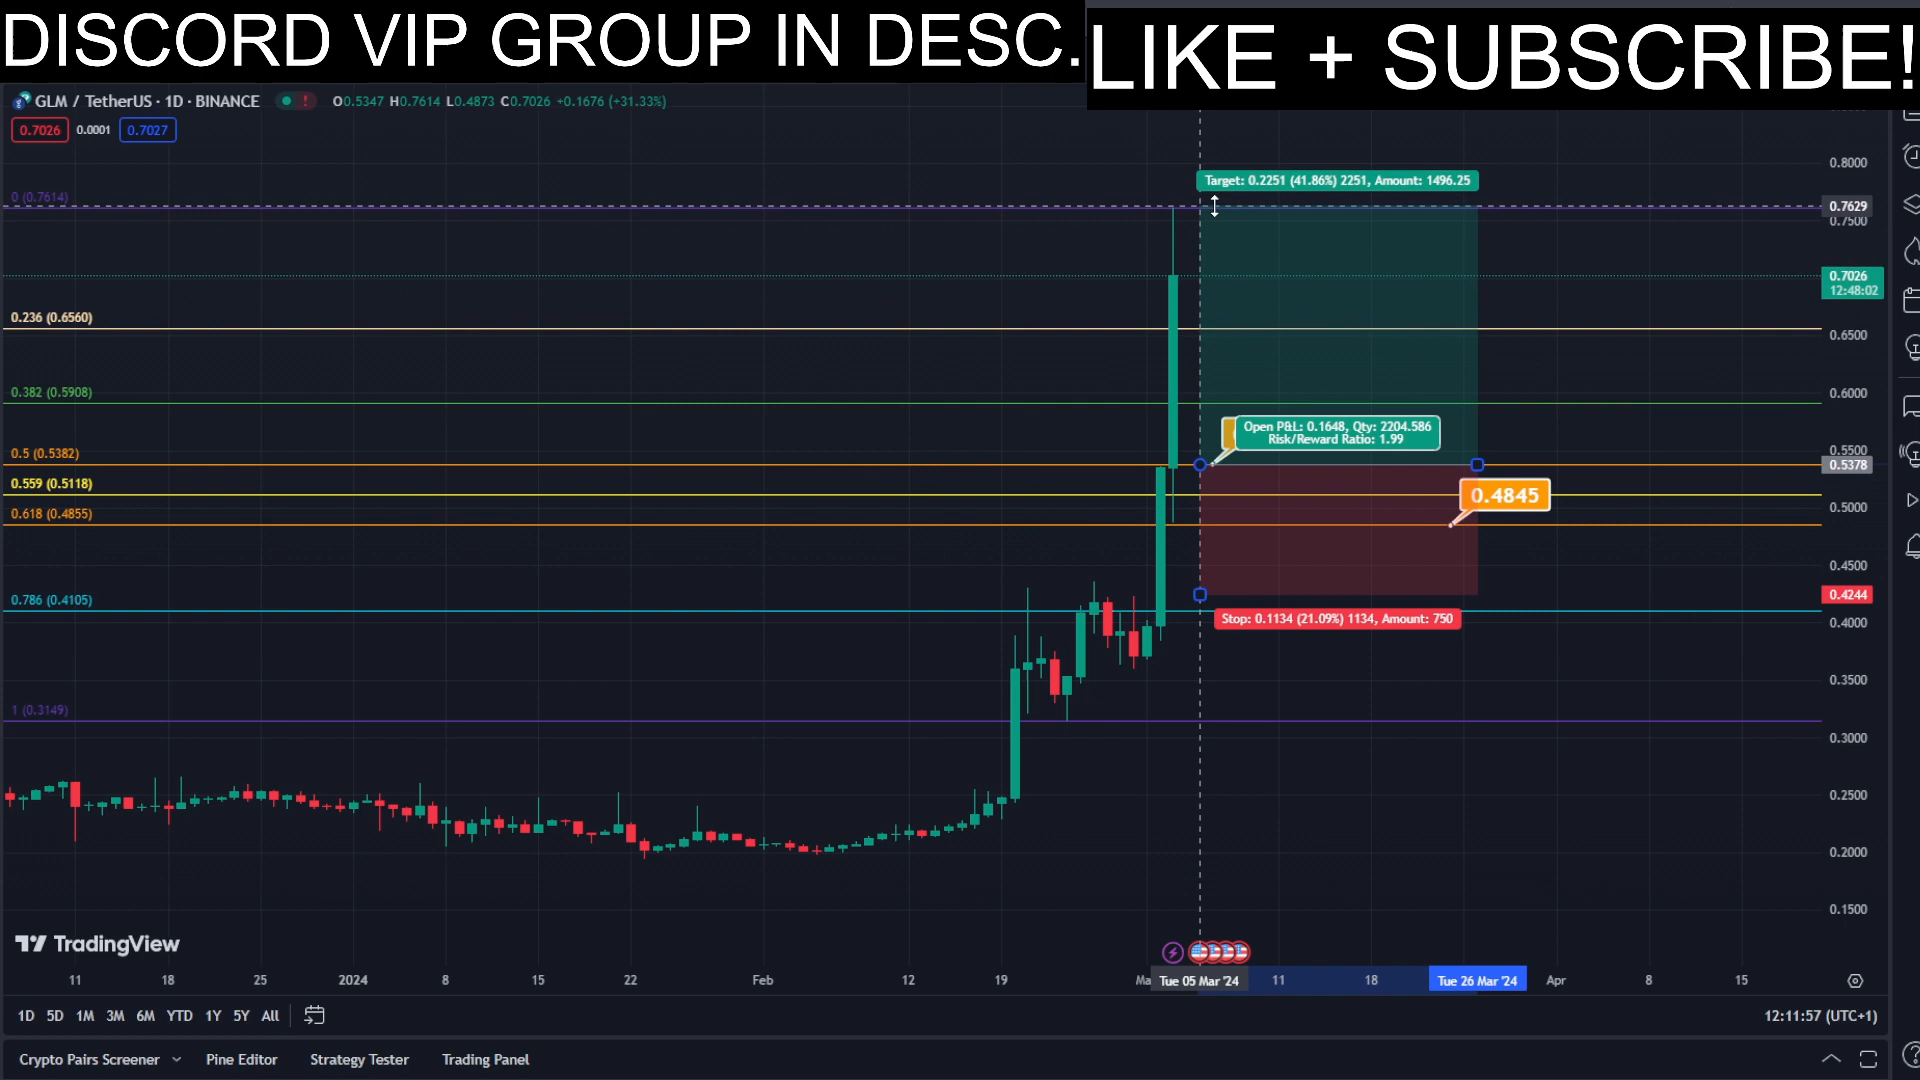 DISCORD VIP GROUP IN DESC.
LIKE + SUBSCRIBE!
GLM / TetherUS · 1D · BINANCE
O0.5347 H0.7614 L0.4873 C0.7026 +0.1676 (+31.33%)
0.7026 0.0001 0.7027
0.8000
Target: 0.2251 (41.86%) 2251, Amount: 1496.25
0 (0.7614)
0.7629
0.7500
0.7026
12:48:02
0.236 (0.6560)
0.6500
0.382 (0.5908)
0.6000
Open P&L: 0.1648, Qty: 2204.586
Risk/Reward Ratio: 1.99
0.5 (0.5382)
0.5500
0.5378
0.559 (0.5118)
0.4845
0.5000
0.618 (0.4855)
0.4500
0.786 (0.4105)
0.4244
Stop: 0.1134 (21.09%) 1134, Amount: 750
0.4000
0.3500
1 (0.3149)
0.3000
0.2500
0.2000
0.1500
TradingView
11 18 25 2024 8 15 22 Feb 12 19 Tue 05 Mar '24 11 18 Tue 26 Mar '24 Apr 8 15
1D 5D 1M 3M 6M YTD 1Y 5Y All
12:11:57 (UTC+1)
Crypto Pairs Screener Pine Editor Strategy Tester Trading Panel